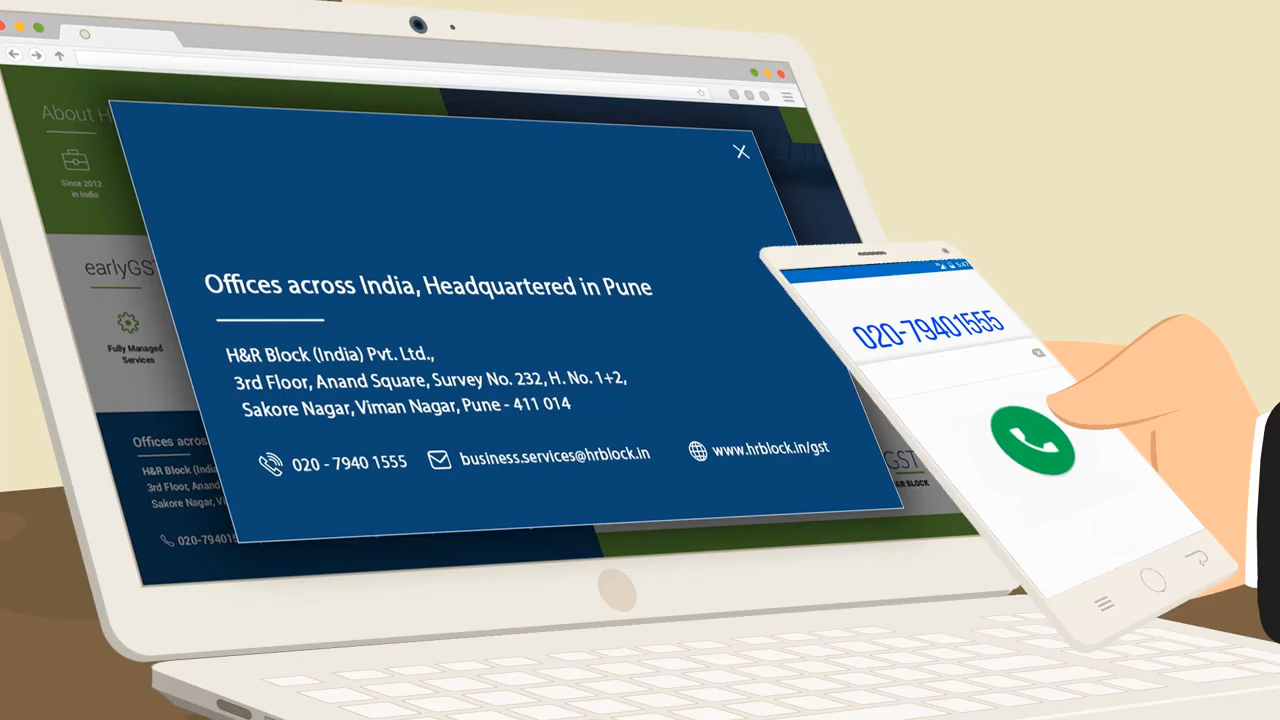 About H
Since 2012
in India
earlyGST
Fully Managed
Services
Offices acros
H&R Block (India
3rd Floor, Anand
Sakore Nagar, V
020-79401
Offices across India, Headquartered in Pune
H&R Block (India) Pvt. Ltd.,
3rd Floor, Anand Square, Survey No. 232, H. No. 1+2,
Sakore Nagar, Viman Nagar, Pune - 411 014
020 - 7940 1555
business.services@hrblock.in
www.hrblock.in/gst
GST
R BLOCK
020-79401555